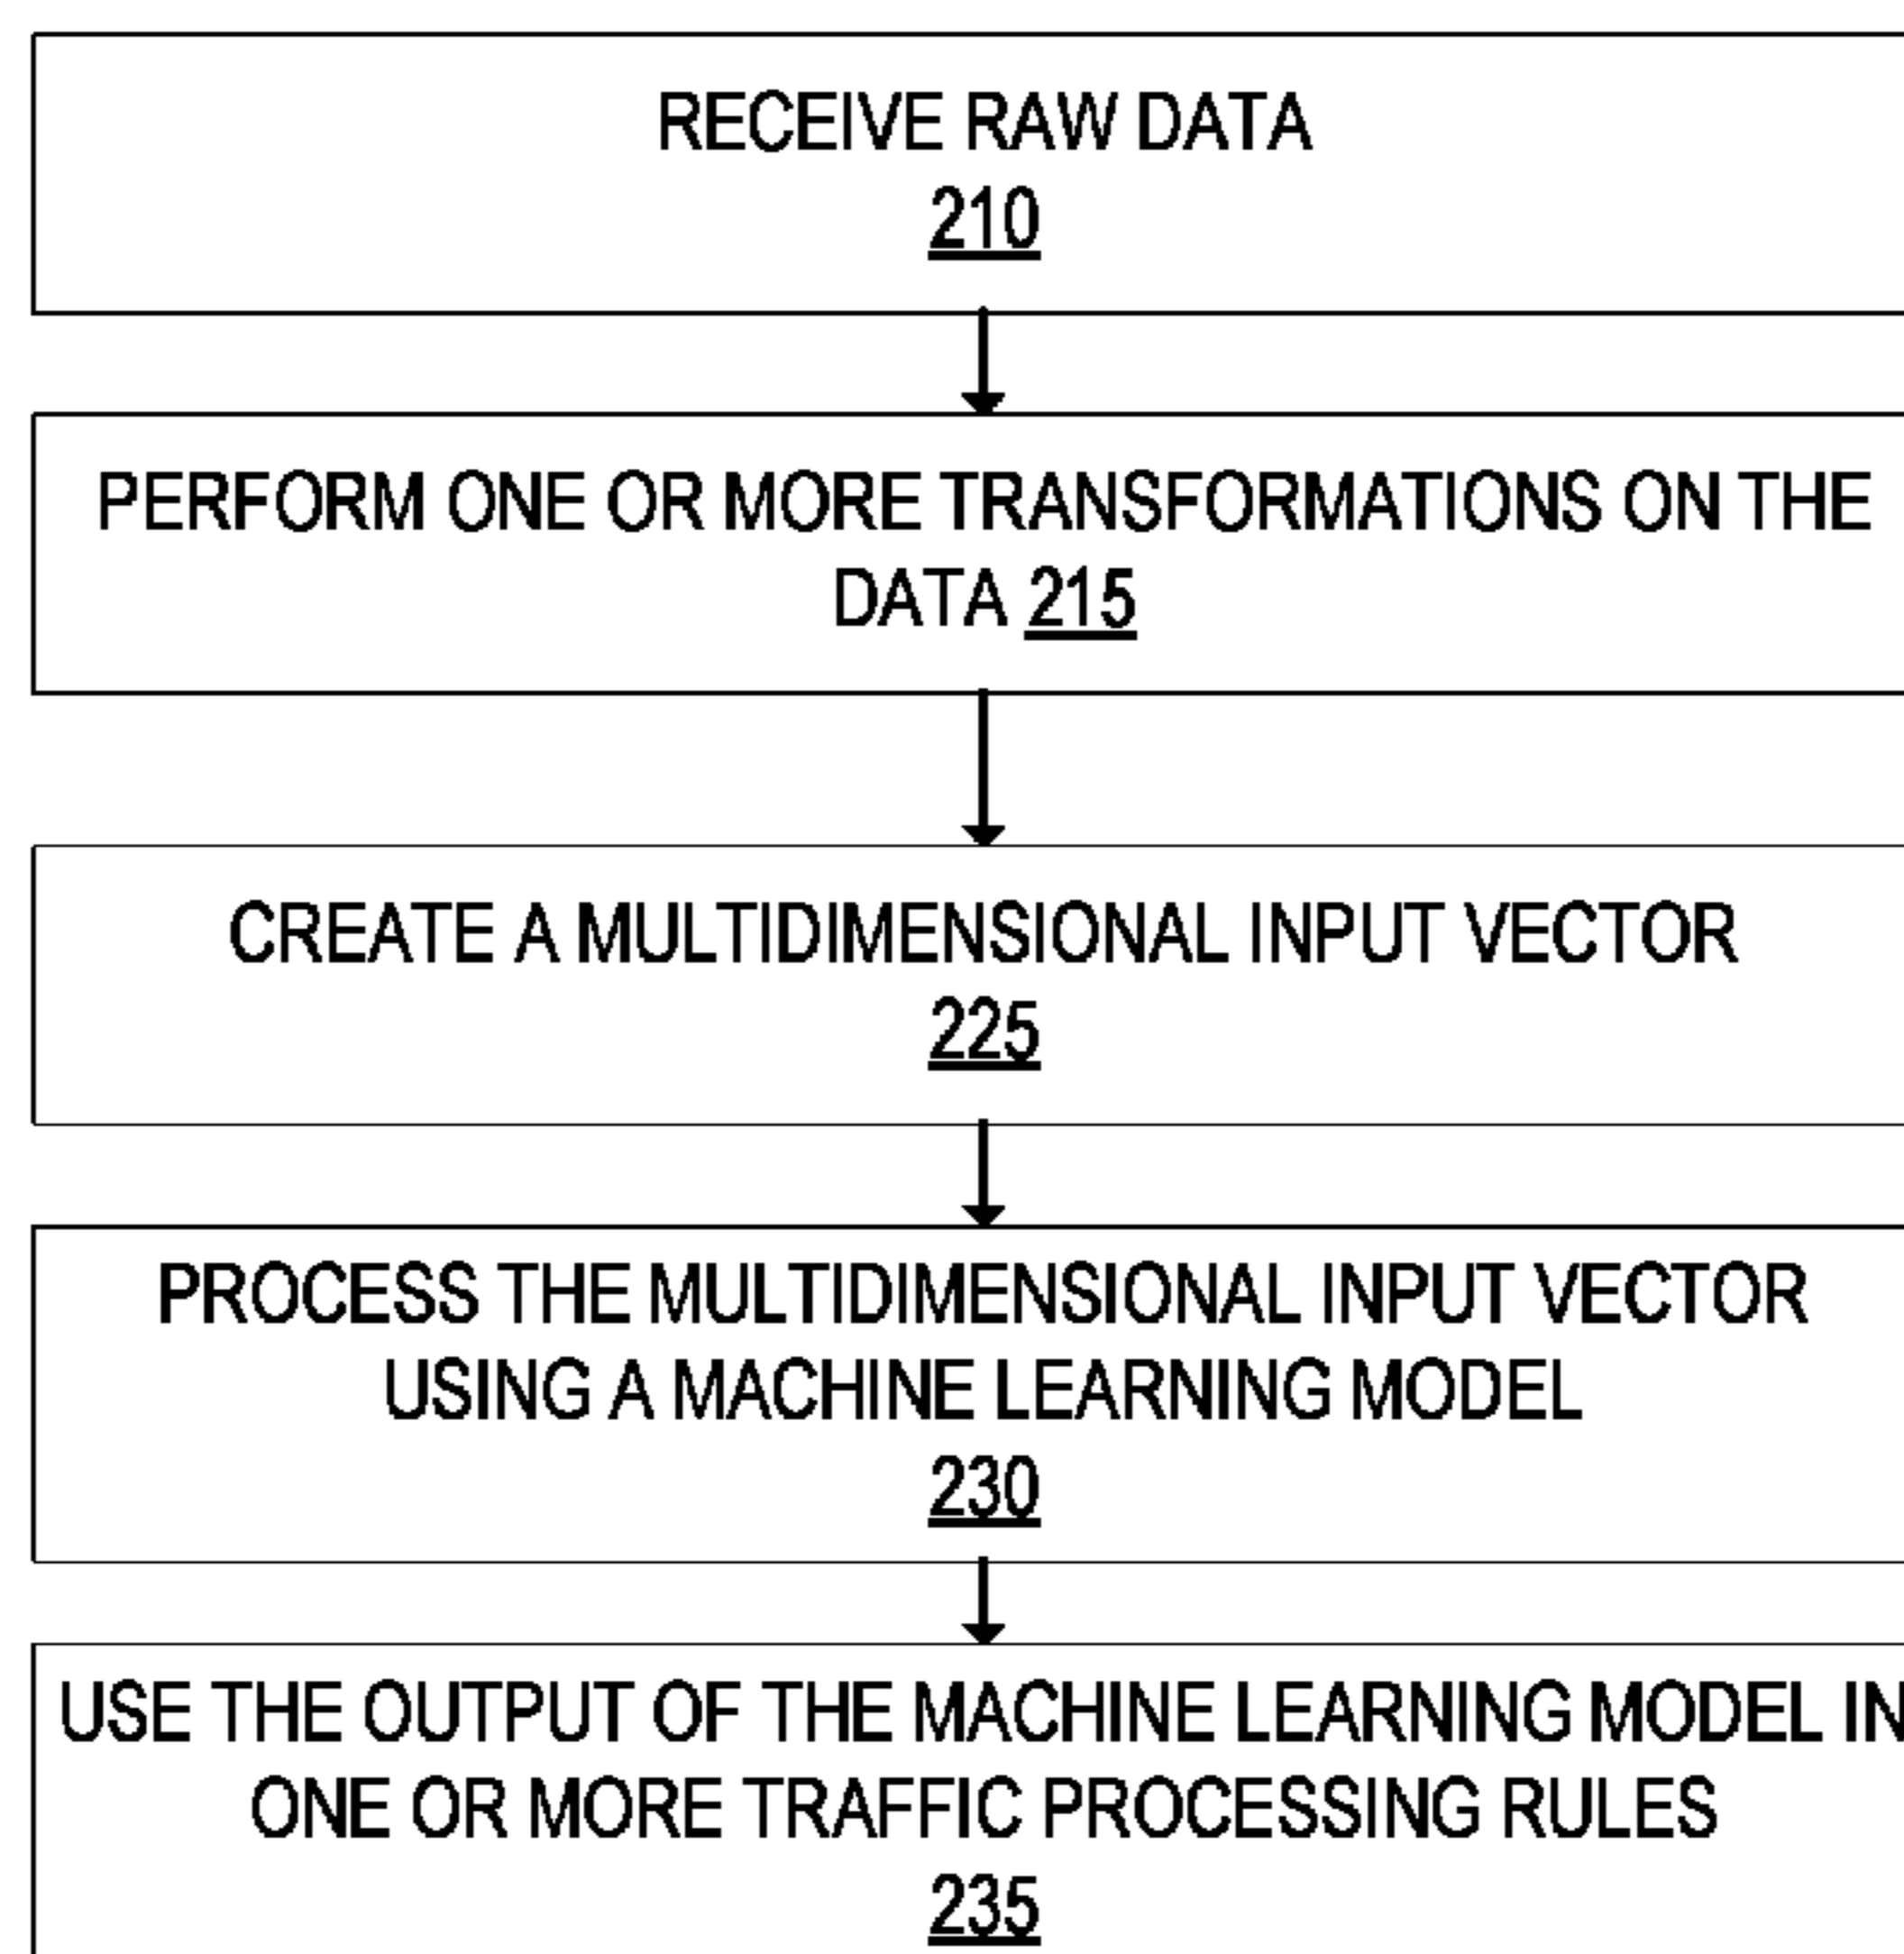 RECEIVE RAW DATA
210
PERFORM ONE OR MORE TRANSFORMATIONS ON THE
DATA 215
CREATE A MULTIDIMENSIONAL INPUT VECTOR
225
PROCESS THE MULTIDIMENSIONAL INPUT VECTOR
USING A MACHINE LEARNING MODEL
230
USE THE OUTPUT OF THE MACHINE LEARNING MODEL IN
ONE OR MORE TRAFFIC PROCESSING RULES
235